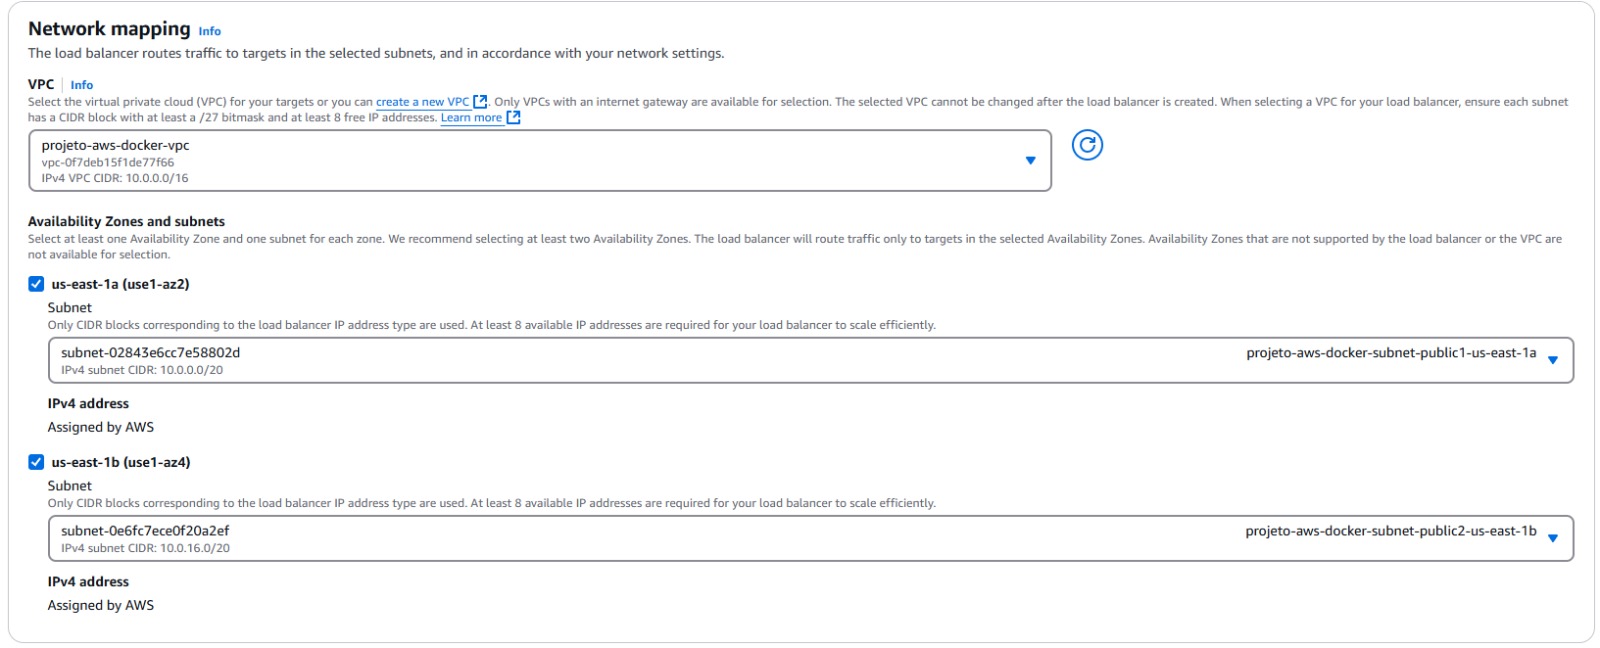 Network mapping Info
The load balancer routes traffic to targets in the selected subnets, and in accordance with your network settings.
VPC Info
Select the virtual private cloud (VPC) for your targets or you can create a new VPC. Only VPCs with an internet gateway are available for selection. The selected VPC cannot be changed after the load balancer is created. When selecting a VPC for your load balancer, ensure each subnet
has a CIDR block with at least a /27 bitmask and at least 8 free IP addresses. Learn more
projeto-aws-docker-vpc
vpc-0f7deb15f1de77f66
IPv4 VPC CIDR: 10.0.0.0/16
Availability Zones and subnets
Select at least one Availability Zone and one subnet for each zone. We recommend selecting at least two Availability Zones. The load balancer will route traffic only to targets in the selected Availability Zones. Availability Zones that are not supported by the load balancer or the VPC are
not available for selection.
us-east-1a (use1-az2)
Subnet
Only CIDR blocks corresponding to the load balancer IP address type are used. At least 8 available IP addresses are required for your load balancer to scale efficiently.
subnet-02843e6cc7e58802d projeto-aws-docker-subnet-public1-us-east-1a
IPv4 subnet CIDR: 10.0.0.0/20
IPv4 address
Assigned by AWS
us-east-1b (use1-az4)
Subnet
Only CIDR blocks corresponding to the load balancer IP address type are used. At least 8 available IP addresses are required for your load balancer to scale efficiently.
subnet-0e6fc7ece0f20a2ef projeto-aws-docker-subnet-public2-us-east-1b
IPv4 subnet CIDR: 10.0.16.0/20
IPv4 address
Assigned by AWS